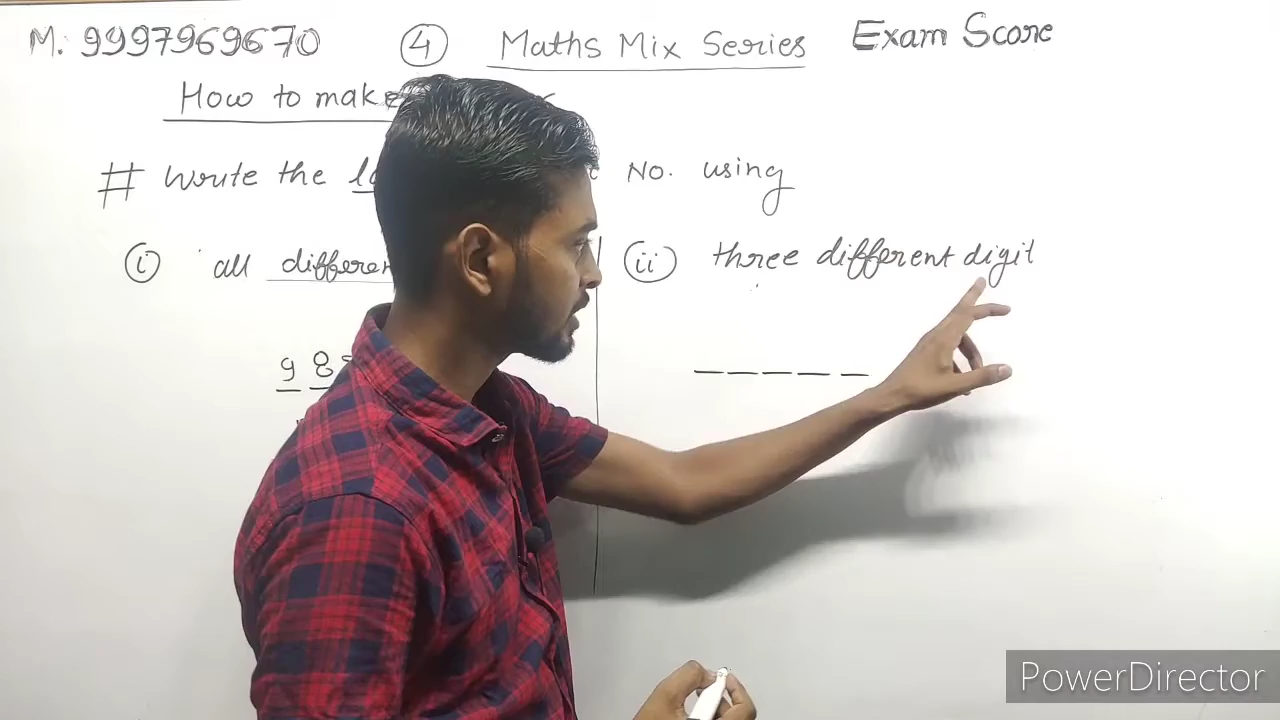 M. 9997969670 4 Maths Mix Series Exam Score
How to make
# Write the No. using
i all ii three different digit
9 8
PowerDirector